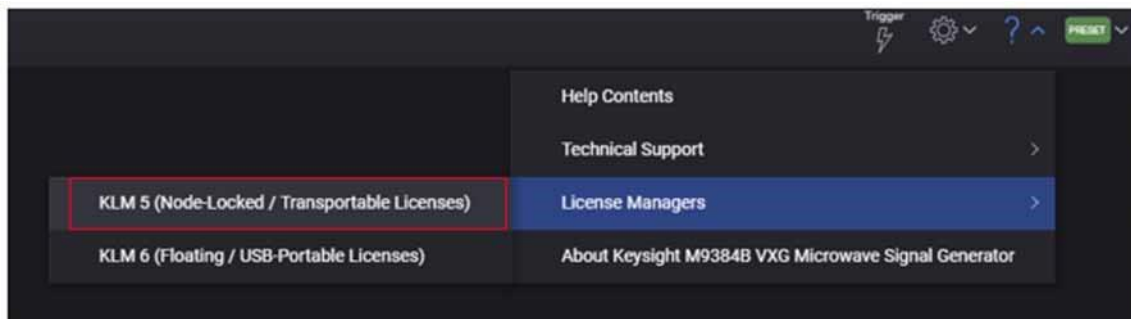 Trigger
?
PRESET
Help Contents
Technical Support
KLM 5 (Node-Locked / Transportable Licenses)
License Managers
KLM 6 (Floating / USB-Portable Licenses)
About Keysight M9384B VXG Microwave Signal Generator